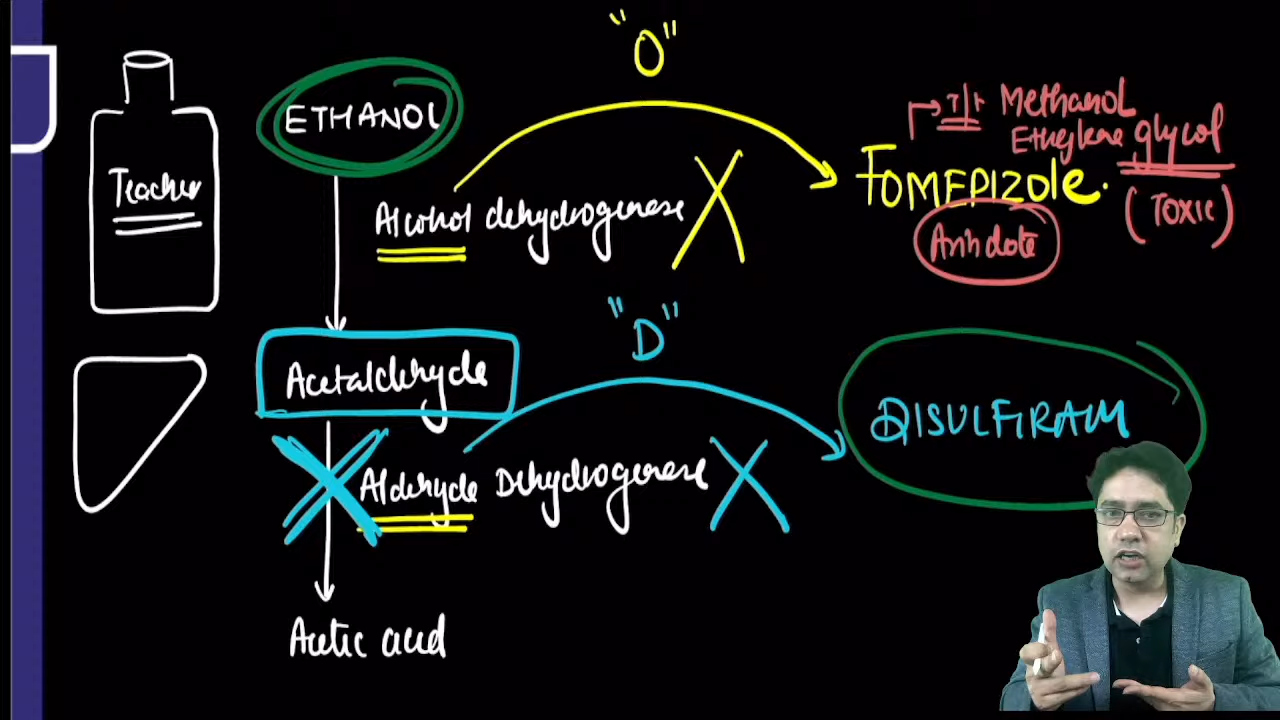 Teacher
ETHANOL
"O"
T/t Methanol
Ethylene glycol
FOMEPIZOLE.
(TOXIC)
Antidote
Alcohol dehydrogenase
Acetaldehyde
"D"
DISULFIRAM
Aldehyde Dehydrogenase
Acetic acid